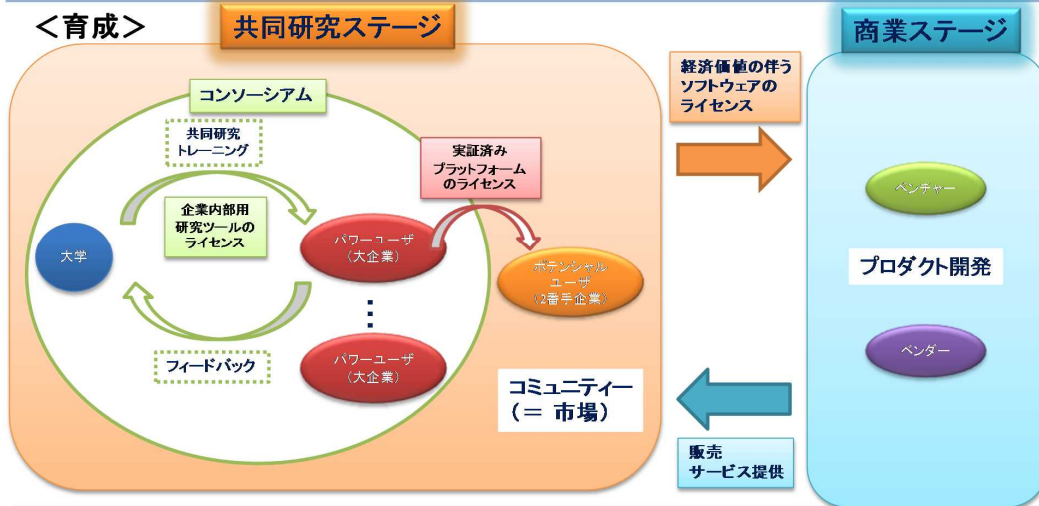 ＜育成＞
共同研究ステージ
商業ステージ
コンソーシアム
共同研究
トレーニング
企業内部用
研究ツールの
ライセンス
大学
パワーユーザ
（大企業）
フィードバック
パワーユーザ
（大企業）
実証済み
プラットフォーム
のライセンス
ポテンシャル
ユーザ
（2番手企業）
コミュニティー
（＝ 市場）
経済価値の伴う
ソフトウェアの
ライセンス
販売
サービス提供
ベンチャー
プロダクト開発
ベンダー